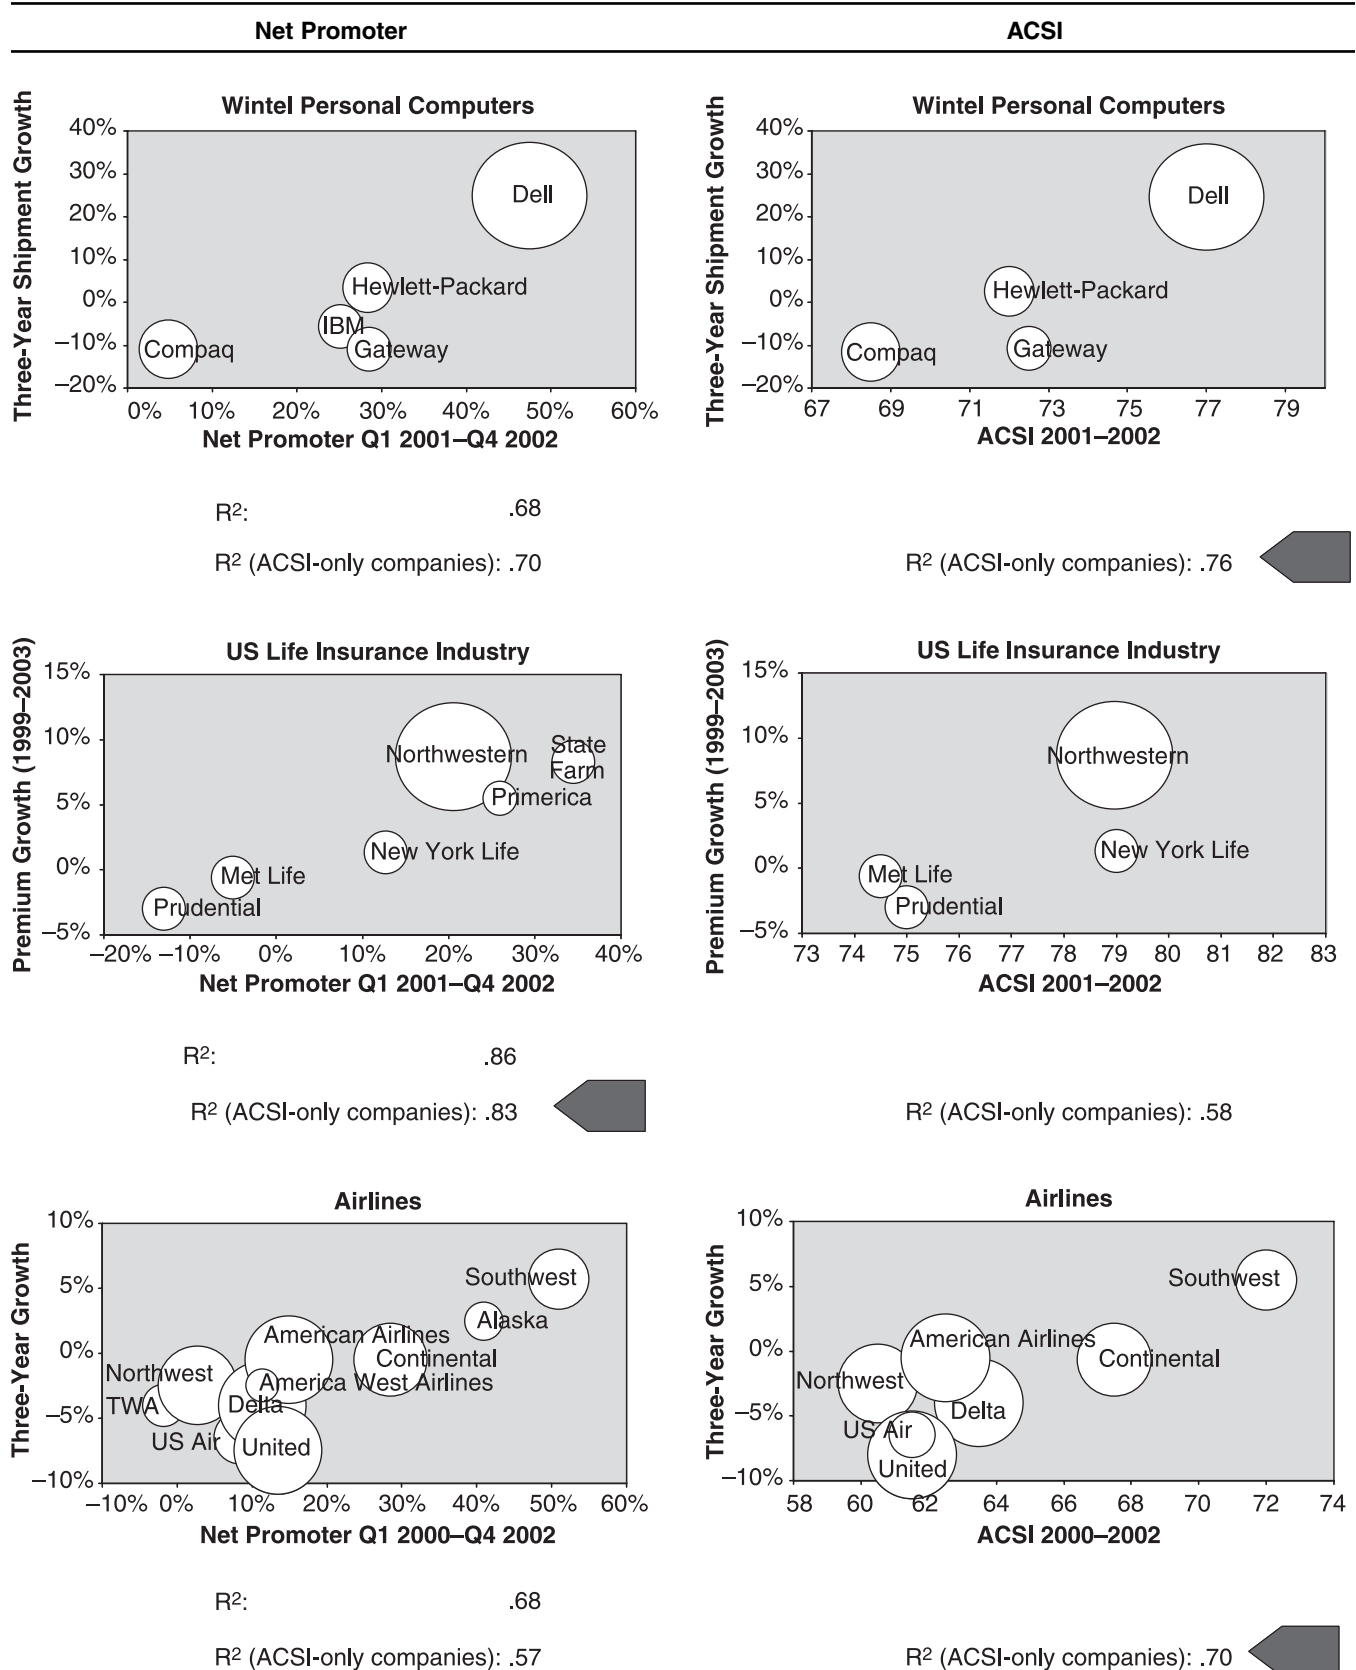 Net Promoter
ACSI
Wintel Personal Computers
Three-Year Shipment Growth
40%
30%
20%
10%
0%
–10%
–20%
Dell
Hewlett-Packard
IBM
Gateway
Compaq
0% 10% 20% 30% 40% 50% 60%
Net Promoter Q1 2001–Q4 2002
R²: .68
R² (ACSI-only companies): .70
Wintel Personal Computers
Three-Year Shipment Growth
40%
30%
20%
10%
0%
–10%
–20%
Dell
Hewlett-Packard
Gateway
Compaq
67 69 71 73 75 77 79
ACSI 2001–2002
R² (ACSI-only companies): .76
US Life Insurance Industry
Premium Growth (1999–2003)
15%
10%
5%
0%
–5%
Northwestern
State
Farm
Primerica
New York Life
Met Life
Prudential
–20% –10% 0% 10% 20% 30% 40%
Net Promoter Q1 2001–Q4 2002
R²: .86
R² (ACSI-only companies): .83
US Life Insurance Industry
Premium Growth (1999–2003)
15%
10%
5%
0%
–5%
Northwestern
New York Life
Met Life
Prudential
73 74 75 76 77 78 79 80 81 82 83
ACSI 2001–2002
R² (ACSI-only companies): .58
Airlines
Three-Year Growth
10%
5%
0%
–5%
–10%
Southwest
Alaska
American Airlines
Continental
Northwest
America West Airlines
TWA
Delta
US Air
United
–10% 0% 10% 20% 30% 40% 50% 60%
Net Promoter Q1 2000–Q4 2002
R²: .68
R² (ACSI-only companies): .57
Airlines
Three-Year Growth
10%
5%
0%
–5%
–10%
Southwest
American Airlines
Continental
Northwest
Delta
US Air
United
58 60 62 64 66 68 70 72 74
ACSI 2000–2002
R² (ACSI-only companies): .70